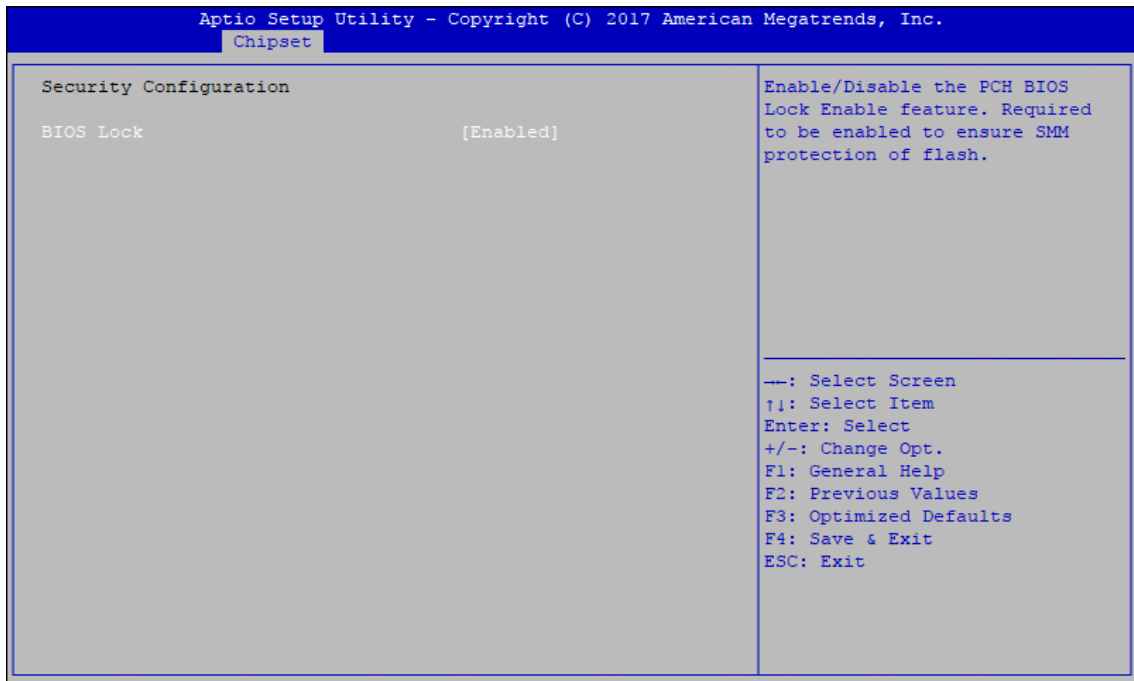 Aptio Setup Utility - Copyright (C) 2017 American Megatrends, Inc.
Chipset
Security Configuration
BIOS Lock [Enabled]
Enable/Disable the PCH BIOS
Lock Enable feature. Required
to be enabled to ensure SMM
protection of flash.
→←: Select Screen
↑↓: Select Item
Enter: Select
+/-: Change Opt.
F1: General Help
F2: Previous Values
F3: Optimized Defaults
F4: Save & Exit
ESC: Exit